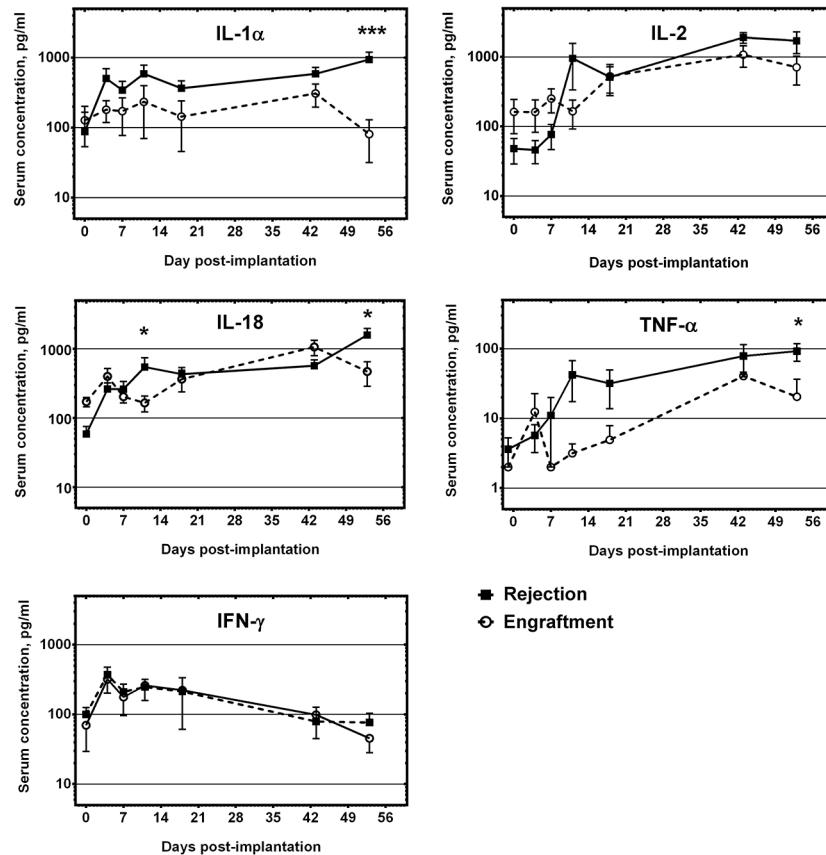 IL-1α
***
Serum concentration, pg/ml
1000
100
10
0 7 14 21 28 35 42 49 56
Day post-implantation
IL-2
Serum concentration, pg/ml
1000
100
10
0 7 14 21 28 35 42 49 56
Days post-implantation
IL-18
*
*
Serum concentration, pg/ml
1000
100
10
0 7 14 21 28 35 42 49 56
Days post-implantation
TNF-α
*
Serum concentration, pg/ml
100
10
1
0 7 14 21 28 35 42 49 56
Days post-implantation
IFN-γ
Serum concentration, pg/ml
1000
100
10
0 7 14 21 28 35 42 49 56
Days post-implantation
Rejection
Engraftment